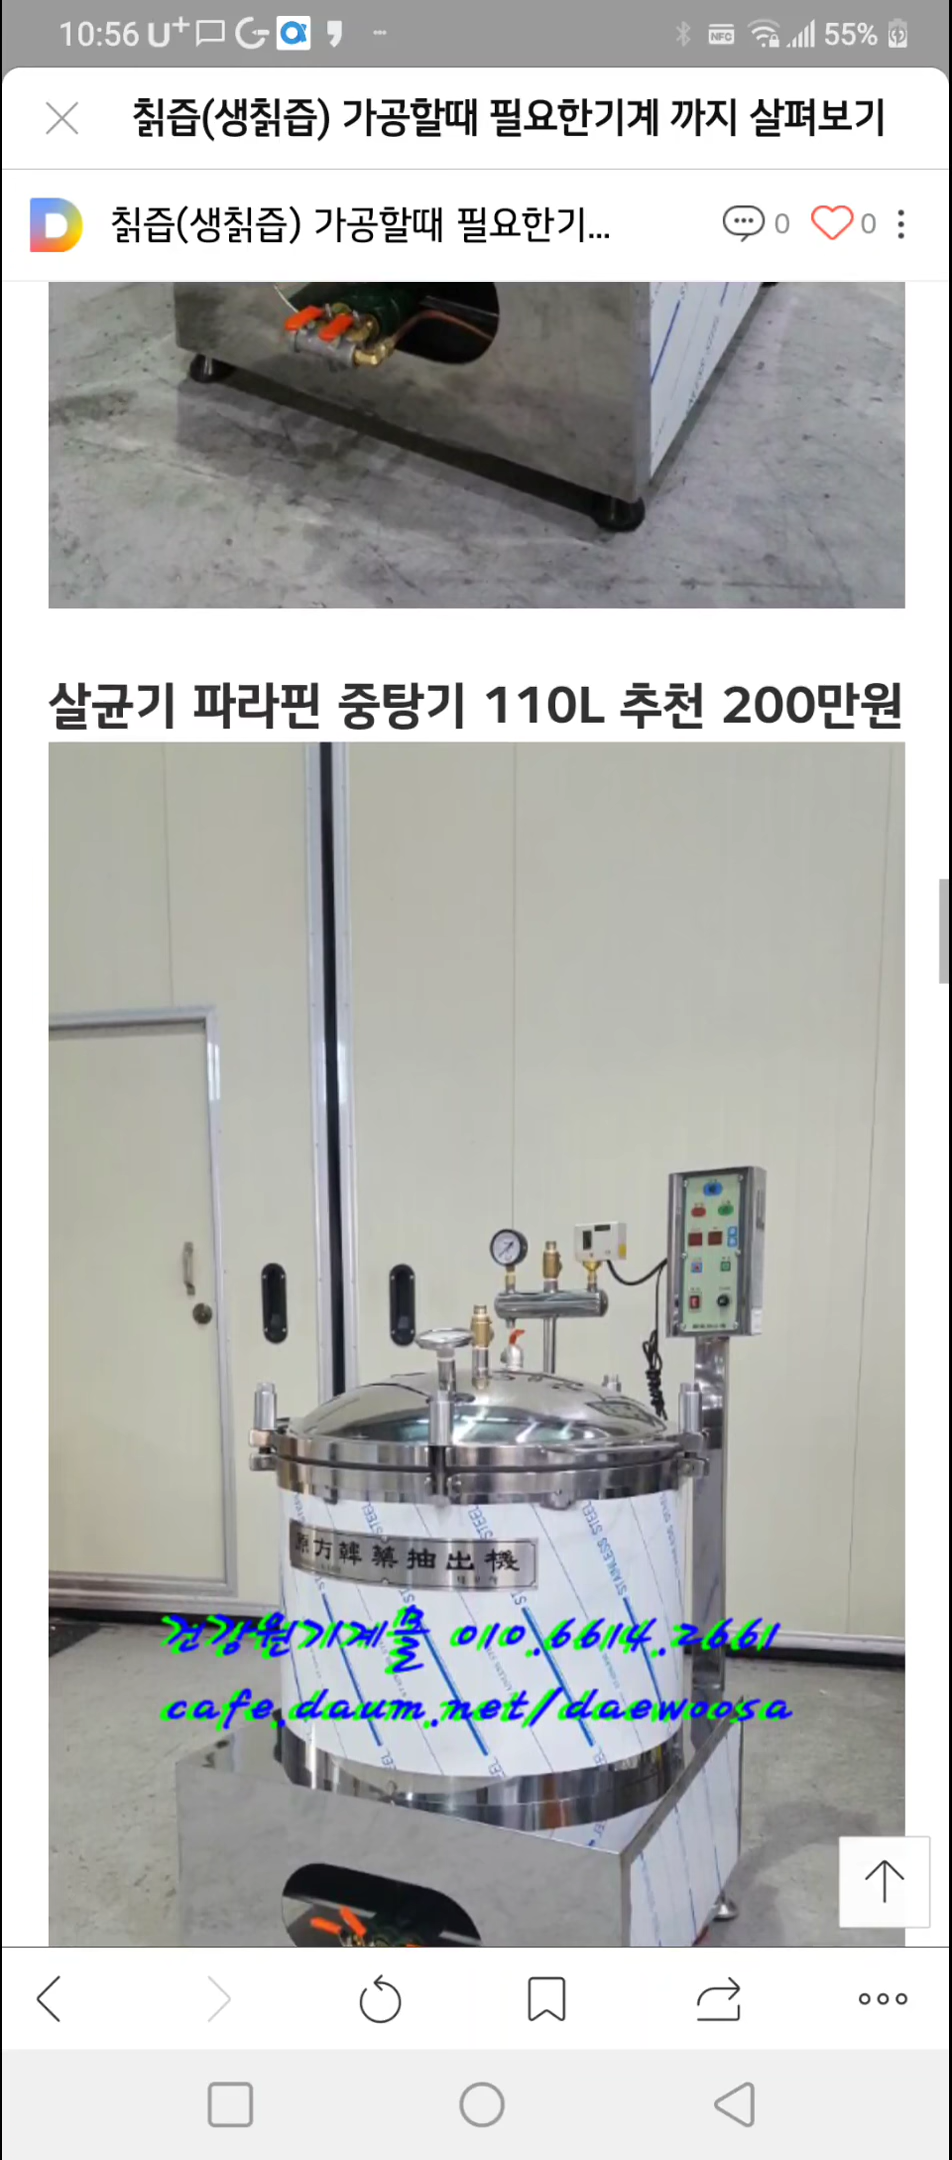 10:56 U+
NFC
55%
칡즙(생칡즙) 가공할때 필요한기계 까지 살펴보기
칡즙(생칡즙) 가공할때 필요한기...
0
0
살균기 파라핀 중탕기 110L 추천 200만원
原方韓藥抽出機
STAINLESS STEEL
건강원기계몰 010.6614.2661
cafe.daum.net/daewoosa